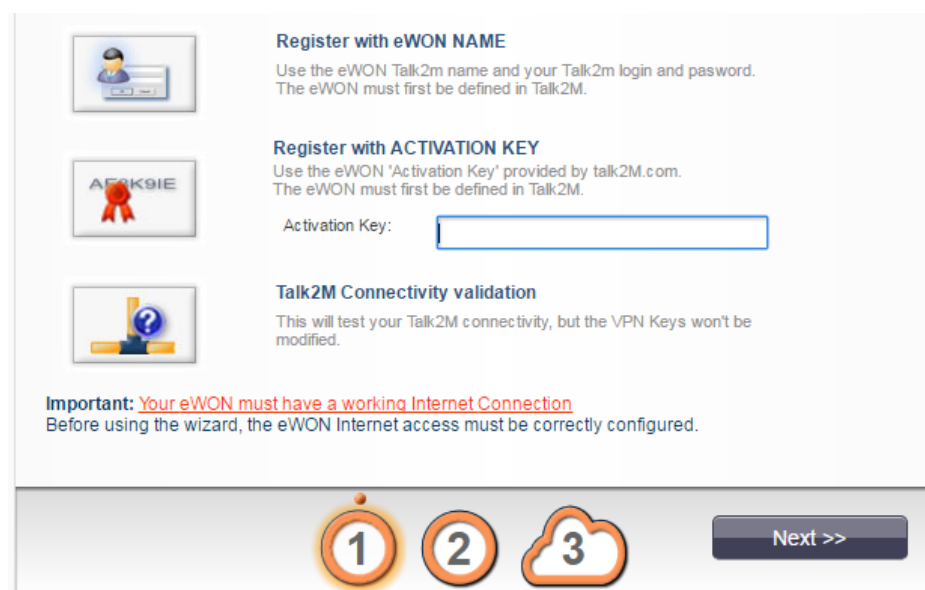 Register with eWON NAME
Use the eWON Talk2m name and your Talk2m login and pasword.
The eWON must first be defined in Talk2M.
Register with ACTIVATION KEY
Use the eWON 'Activation Key' provided by talk2M.com.
The eWON must first be defined in Talk2M.
Activation Key:
Talk2M Connectivity validation
This will test your Talk2M connectivity, but the VPN Keys won't be
modified.
Important: Your eWON must have a working Internet Connection
Before using the wizard, the eWON Internet access must be correctly configured.
1 2 3 Next >>